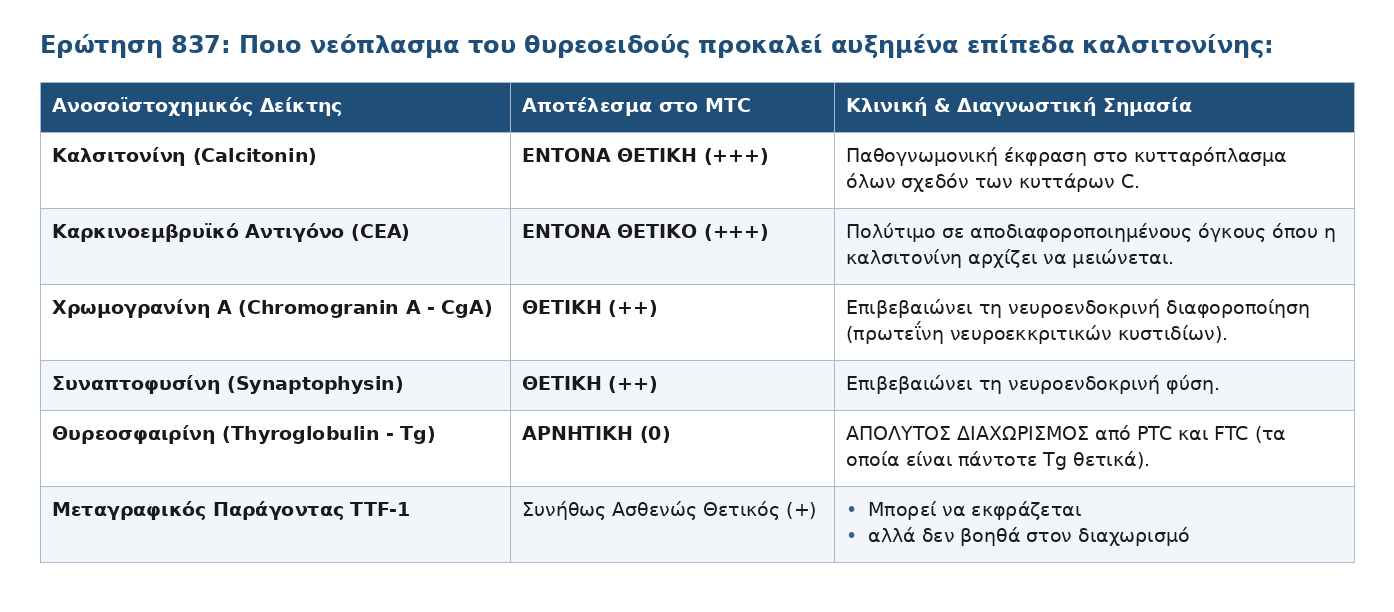 Ερώτηση 837: Ποιο νεόπλασμα του θυρεοειδούς προκαλεί αυξημένα επίπεδα καλσιτονίνης:
Ανοσοϊστοχημικός Δείκτης
Αποτέλεσμα στο MTC
Κλινική & Διαγνωστική Σημασία
Καλσιτονίνη (Calcitonin)
ΕΝΤΟΝΑ ΘΕΤΙΚΗ (+++)
Παθογνωμονική έκφραση στο κυτταρόπλασμα
όλων σχεδόν των κυττάρων C.
Καρκινοεμβρυϊκό Αντιγόνο (CEA)
ΕΝΤΟΝΑ ΘΕΤΙΚΟ (+++)
Πολύτιμο σε αποδιαφοροποιημένους όγκους όπου η
καλσιτονίνη αρχίζει να μειώνεται.
Χρωμογρανίνη Α (Chromogranin A - CgA)
ΘΕΤΙΚΗ (++)
Επιβεβαιώνει τη νευροενδοκρινή διαφοροποίηση
(πρωτεΐνη νευροεκκριτικών κυστιδίων).
Συναπτοφυσίνη (Synaptophysin)
ΘΕΤΙΚΗ (++)
Επιβεβαιώνει τη νευροενδοκρινή φύση.
Θυρεοσφαιρίνη (Thyroglobulin - Tg)
ΑΡΝΗΤΙΚΗ (0)
ΑΠΟΛΥΤΟΣ ΔΙΑΧΩΡΙΣΜΟΣ από PTC και FTC (τα
οποία είναι πάντοτε Tg θετικά).
Μεταγραφικός Παράγοντας TTF-1
Συνήθως Ασθενώς Θετικός (+)
• Μπορεί να εκφράζεται
• αλλά δεν βοηθά στον διαχωρισμό